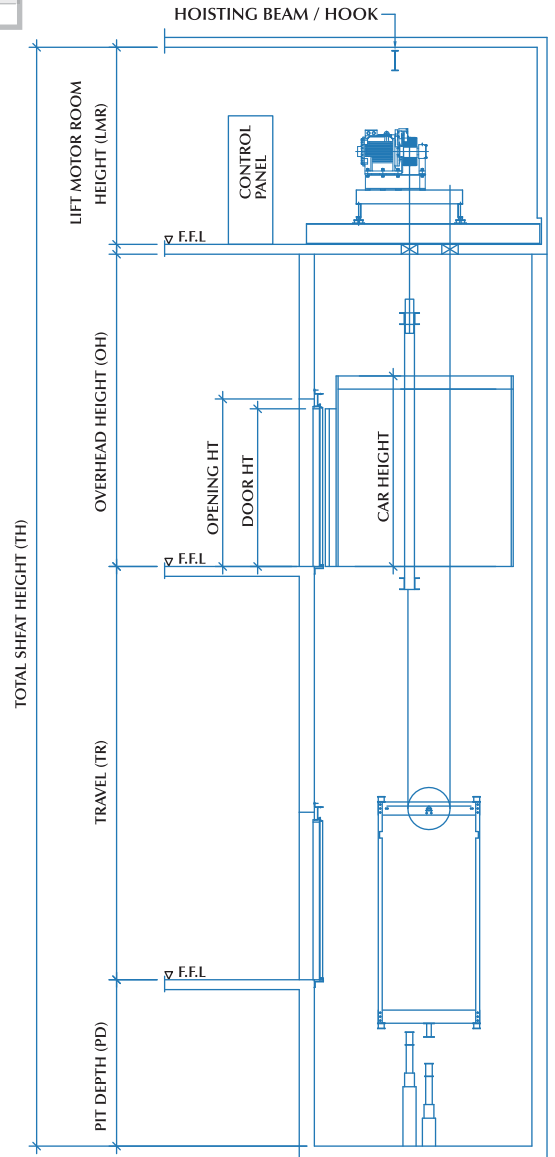 HOISTING BEAM / HOOK
LIFT MOTOR ROOM
HEIGHT (LMR)
CONTROL
PANEL
F.F.L
OVERHEAD HEIGHT (OH)
OPENING HT
DOOR HT
CAR HEIGHT
F.F.L
TOTAL SHFAT HEIGHT (TH)
TRAVEL (TR)
F.F.L
PIT DEPTH (PD)